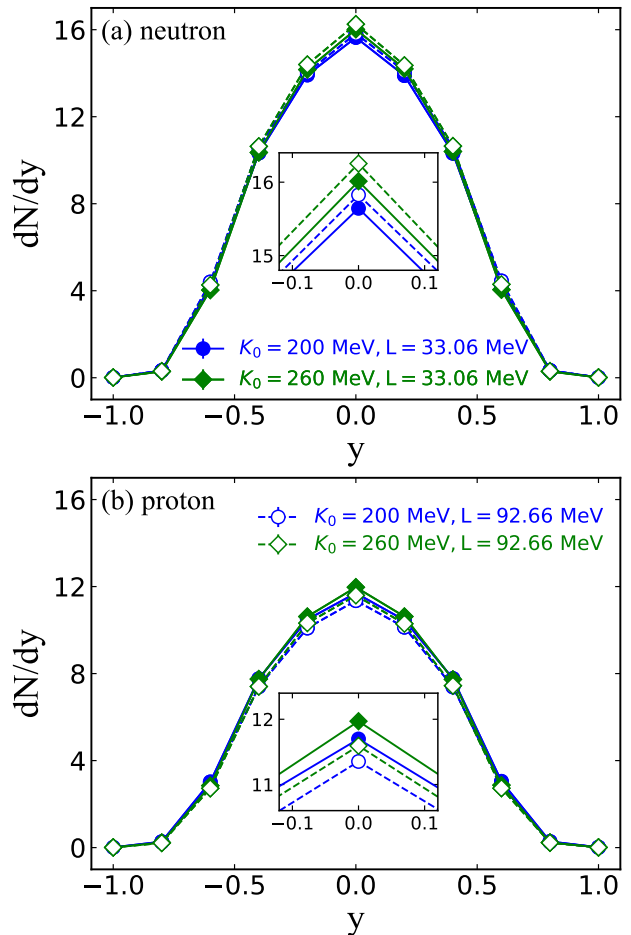 (a) neutron
dN/dy
16
12
8
4
0
16
15
−0.1 0.0 0.1
K₀ = 200 MeV, L = 33.06 MeV
K₀ = 260 MeV, L = 33.06 MeV
−1.0 −0.5 0.0 0.5 1.0
y
(b) proton
dN/dy
16
12
8
4
0
K₀ = 200 MeV, L = 92.66 MeV
K₀ = 260 MeV, L = 92.66 MeV
12
11
−0.1 0.0 0.1
−1.0 −0.5 0.0 0.5 1.0
y